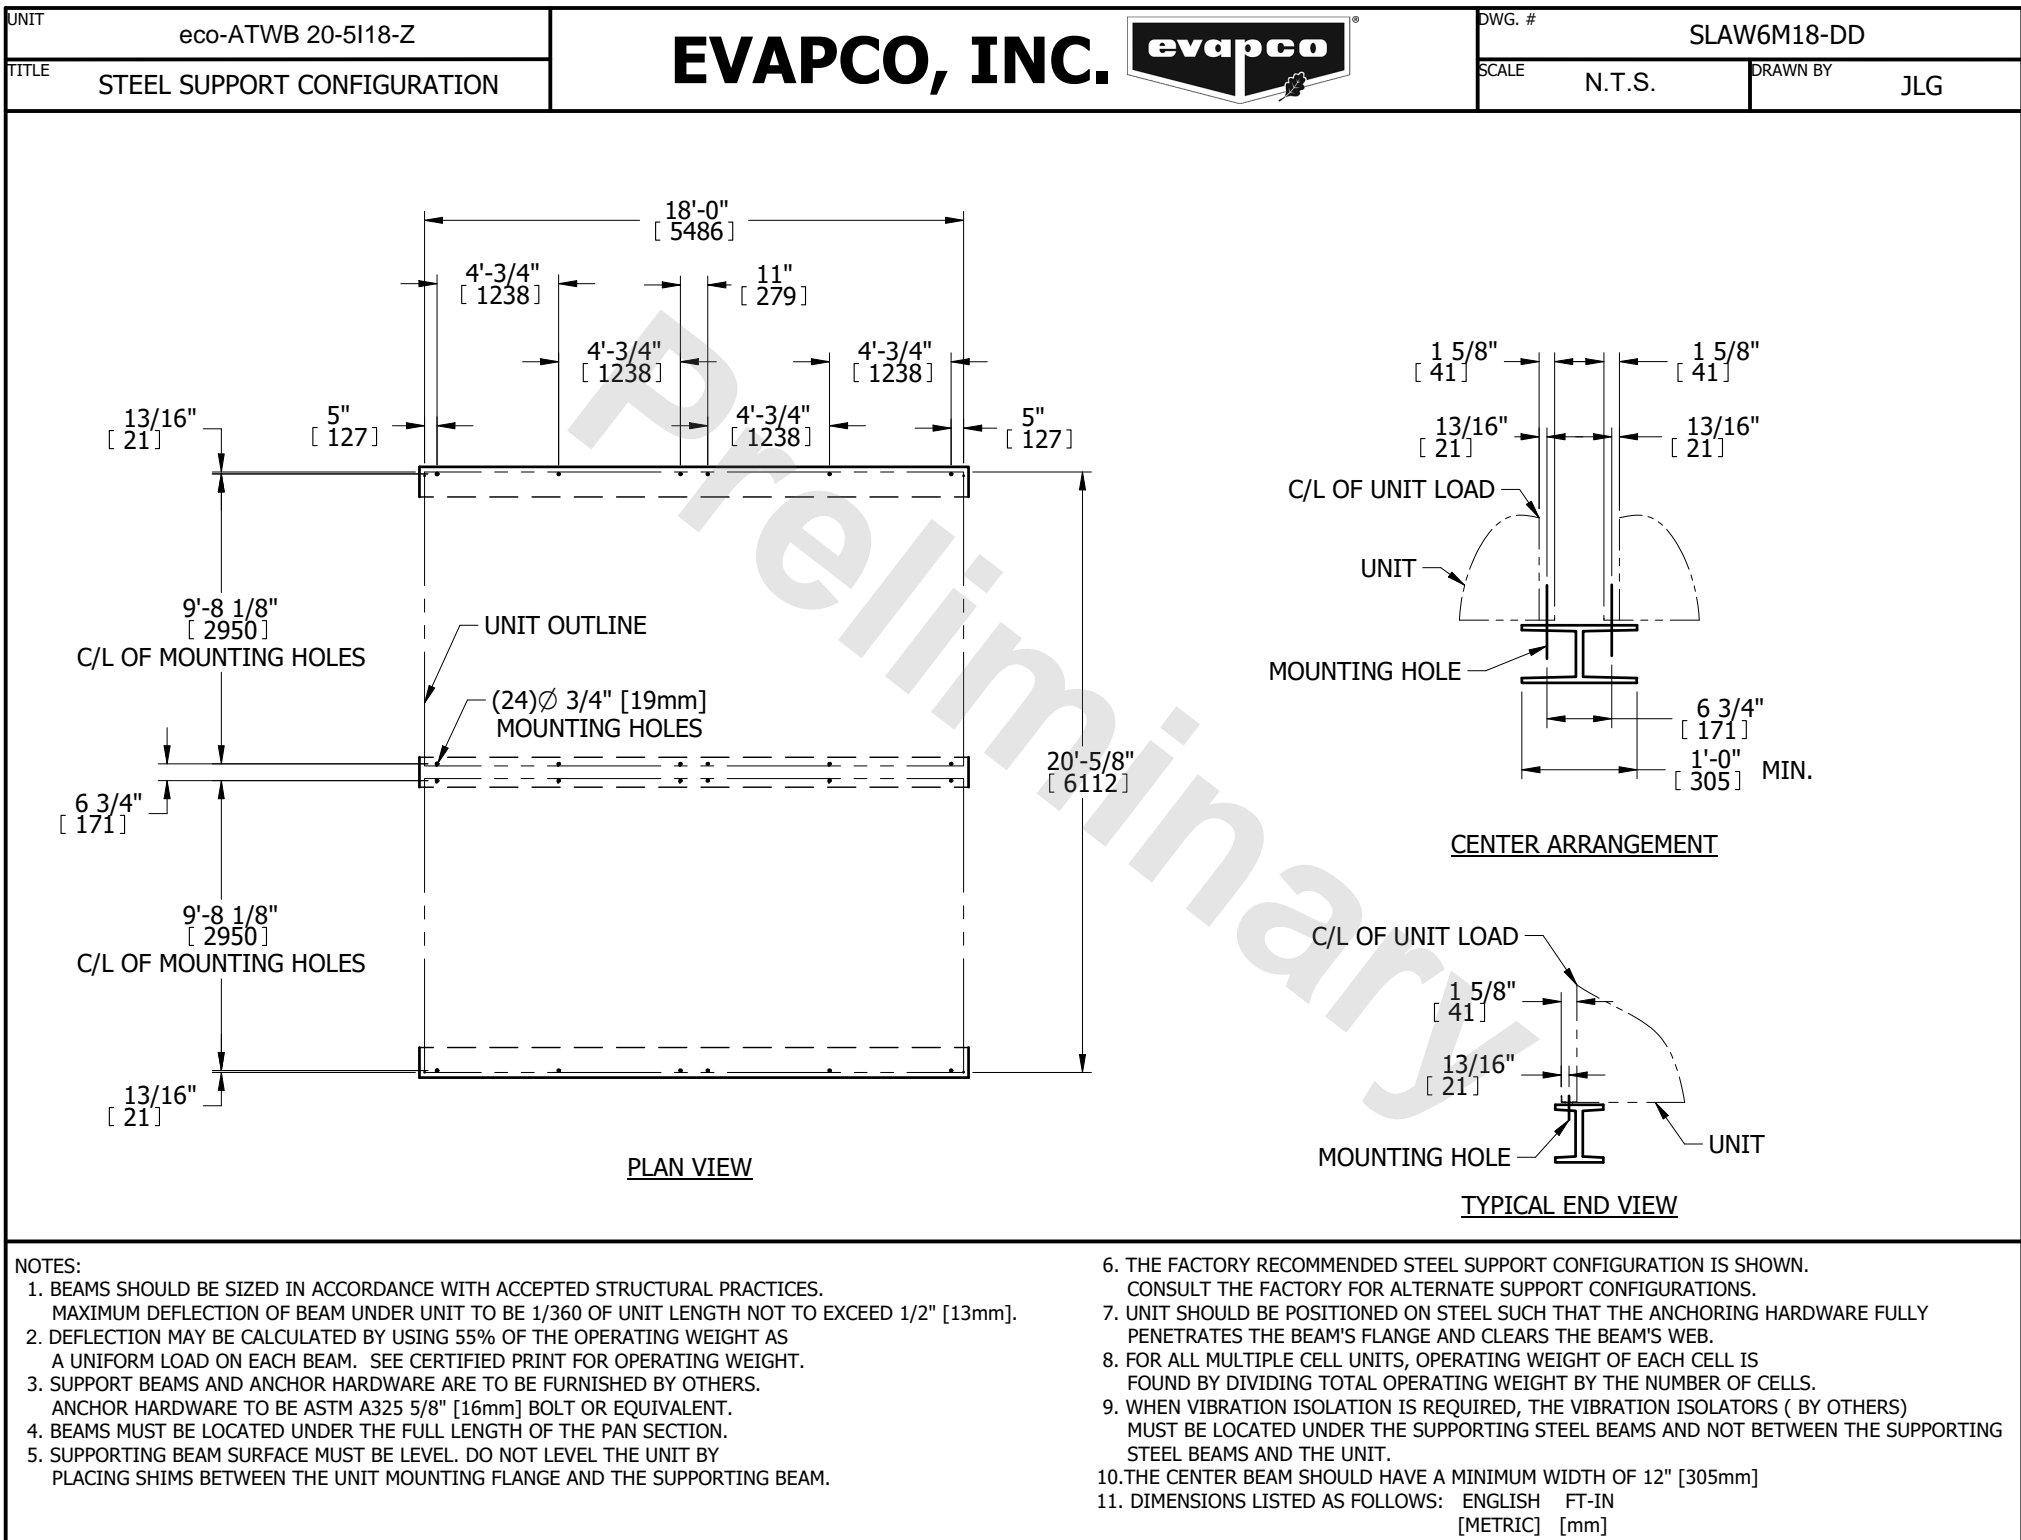 UNIT
eco-ATWB 20-5I18-Z
TITLE
STEEL SUPPORT CONFIGURATION
EVAPCO, INC.
evapco
®
DWG. #
SLAW6M18-DD
SCALE
N.T.S.
DRAWN BY
JLG
18'-0"
[ 5486 ]
4'-3/4"
[ 1238 ]
11"
[ 279 ]
4'-3/4"
[ 1238 ]
4'-3/4"
[ 1238 ]
13/16"
[ 21 ]
5"
[ 127 ]
4'-3/4"
[ 1238 ]
5"
[ 127 ]
9'-8 1/8"
[ 2950 ]
C/L OF MOUNTING HOLES
UNIT OUTLINE
(24)∅ 3/4" [19mm]
MOUNTING HOLES
6 3/4"
[ 171 ]
20'-5/8"
[ 6112 ]
9'-8 1/8"
[ 2950 ]
C/L OF MOUNTING HOLES
13/16"
[ 21 ]
PLAN VIEW
Preliminary
1 5/8"
[ 41 ]
1 5/8"
[ 41 ]
13/16"
[ 21 ]
13/16"
[ 21 ]
C/L OF UNIT LOAD
UNIT
MOUNTING HOLE
6 3/4"
[ 171 ]
1'-0"
[ 305 ] MIN.
CENTER ARRANGEMENT
C/L OF UNIT LOAD
1 5/8"
[ 41 ]
13/16"
[ 21 ]
MOUNTING HOLE
UNIT
TYPICAL END VIEW
NOTES:
1. BEAMS SHOULD BE SIZED IN ACCORDANCE WITH ACCEPTED STRUCTURAL PRACTICES.
MAXIMUM DEFLECTION OF BEAM UNDER UNIT TO BE 1/360 OF UNIT LENGTH NOT TO EXCEED 1/2" [13mm].
2. DEFLECTION MAY BE CALCULATED BY USING 55% OF THE OPERATING WEIGHT AS
A UNIFORM LOAD ON EACH BEAM. SEE CERTIFIED PRINT FOR OPERATING WEIGHT.
3. SUPPORT BEAMS AND ANCHOR HARDWARE ARE TO BE FURNISHED BY OTHERS.
ANCHOR HARDWARE TO BE ASTM A325 5/8" [16mm] BOLT OR EQUIVALENT.
4. BEAMS MUST BE LOCATED UNDER THE FULL LENGTH OF THE PAN SECTION.
5. SUPPORTING BEAM SURFACE MUST BE LEVEL. DO NOT LEVEL THE UNIT BY
PLACING SHIMS BETWEEN THE UNIT MOUNTING FLANGE AND THE SUPPORTING BEAM.
6. THE FACTORY RECOMMENDED STEEL SUPPORT CONFIGURATION IS SHOWN.
CONSULT THE FACTORY FOR ALTERNATE SUPPORT CONFIGURATIONS.
7. UNIT SHOULD BE POSITIONED ON STEEL SUCH THAT THE ANCHORING HARDWARE FULLY
PENETRATES THE BEAM'S FLANGE AND CLEARS THE BEAM'S WEB.
8. FOR ALL MULTIPLE CELL UNITS, OPERATING WEIGHT OF EACH CELL IS
FOUND BY DIVIDING TOTAL OPERATING WEIGHT BY THE NUMBER OF CELLS.
9. WHEN VIBRATION ISOLATION IS REQUIRED, THE VIBRATION ISOLATORS ( BY OTHERS)
MUST BE LOCATED UNDER THE SUPPORTING STEEL BEAMS AND NOT BETWEEN THE SUPPORTING
STEEL BEAMS AND THE UNIT.
10.THE CENTER BEAM SHOULD HAVE A MINIMUM WIDTH OF 12" [305mm]
11. DIMENSIONS LISTED AS FOLLOWS: ENGLISH FT-IN
[METRIC] [mm]